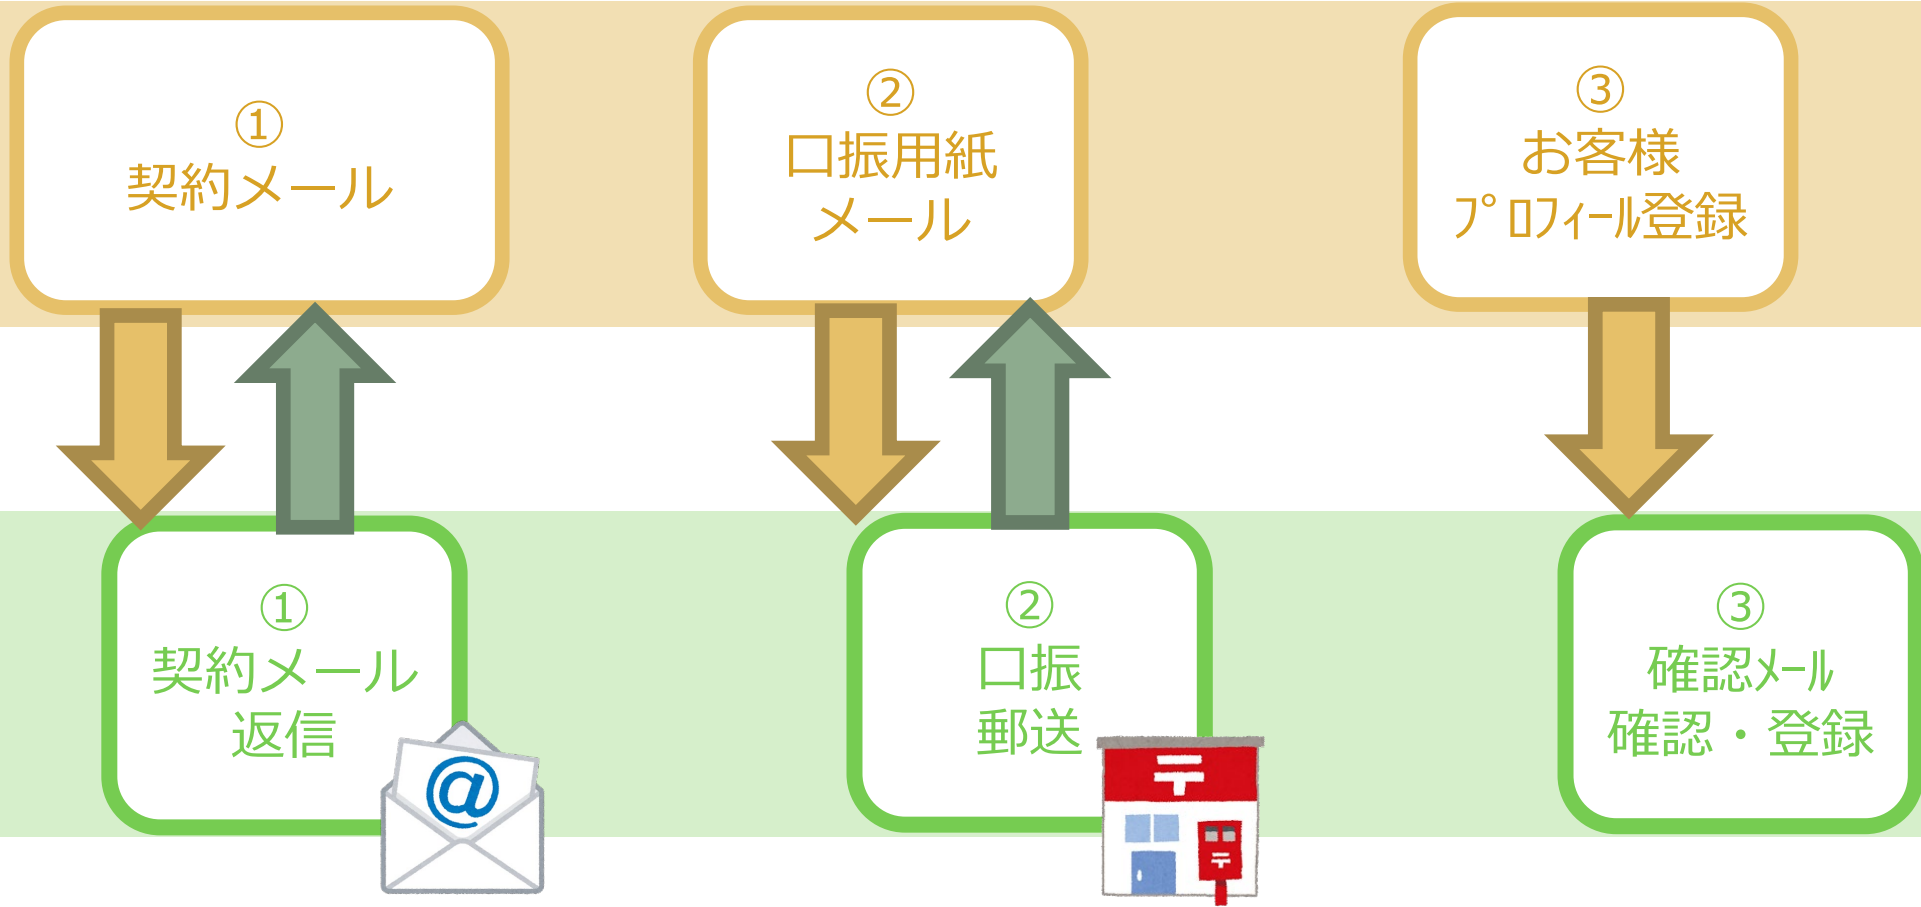 ①
契約メール
②
口振用紙
メール
③
お客様
ﾌﾟﾛﾌｨｰﾙ登録
①
契約メール
返信
@
②
口振
郵送
〒
〒
③
確認ﾒｰﾙ
確認・登録